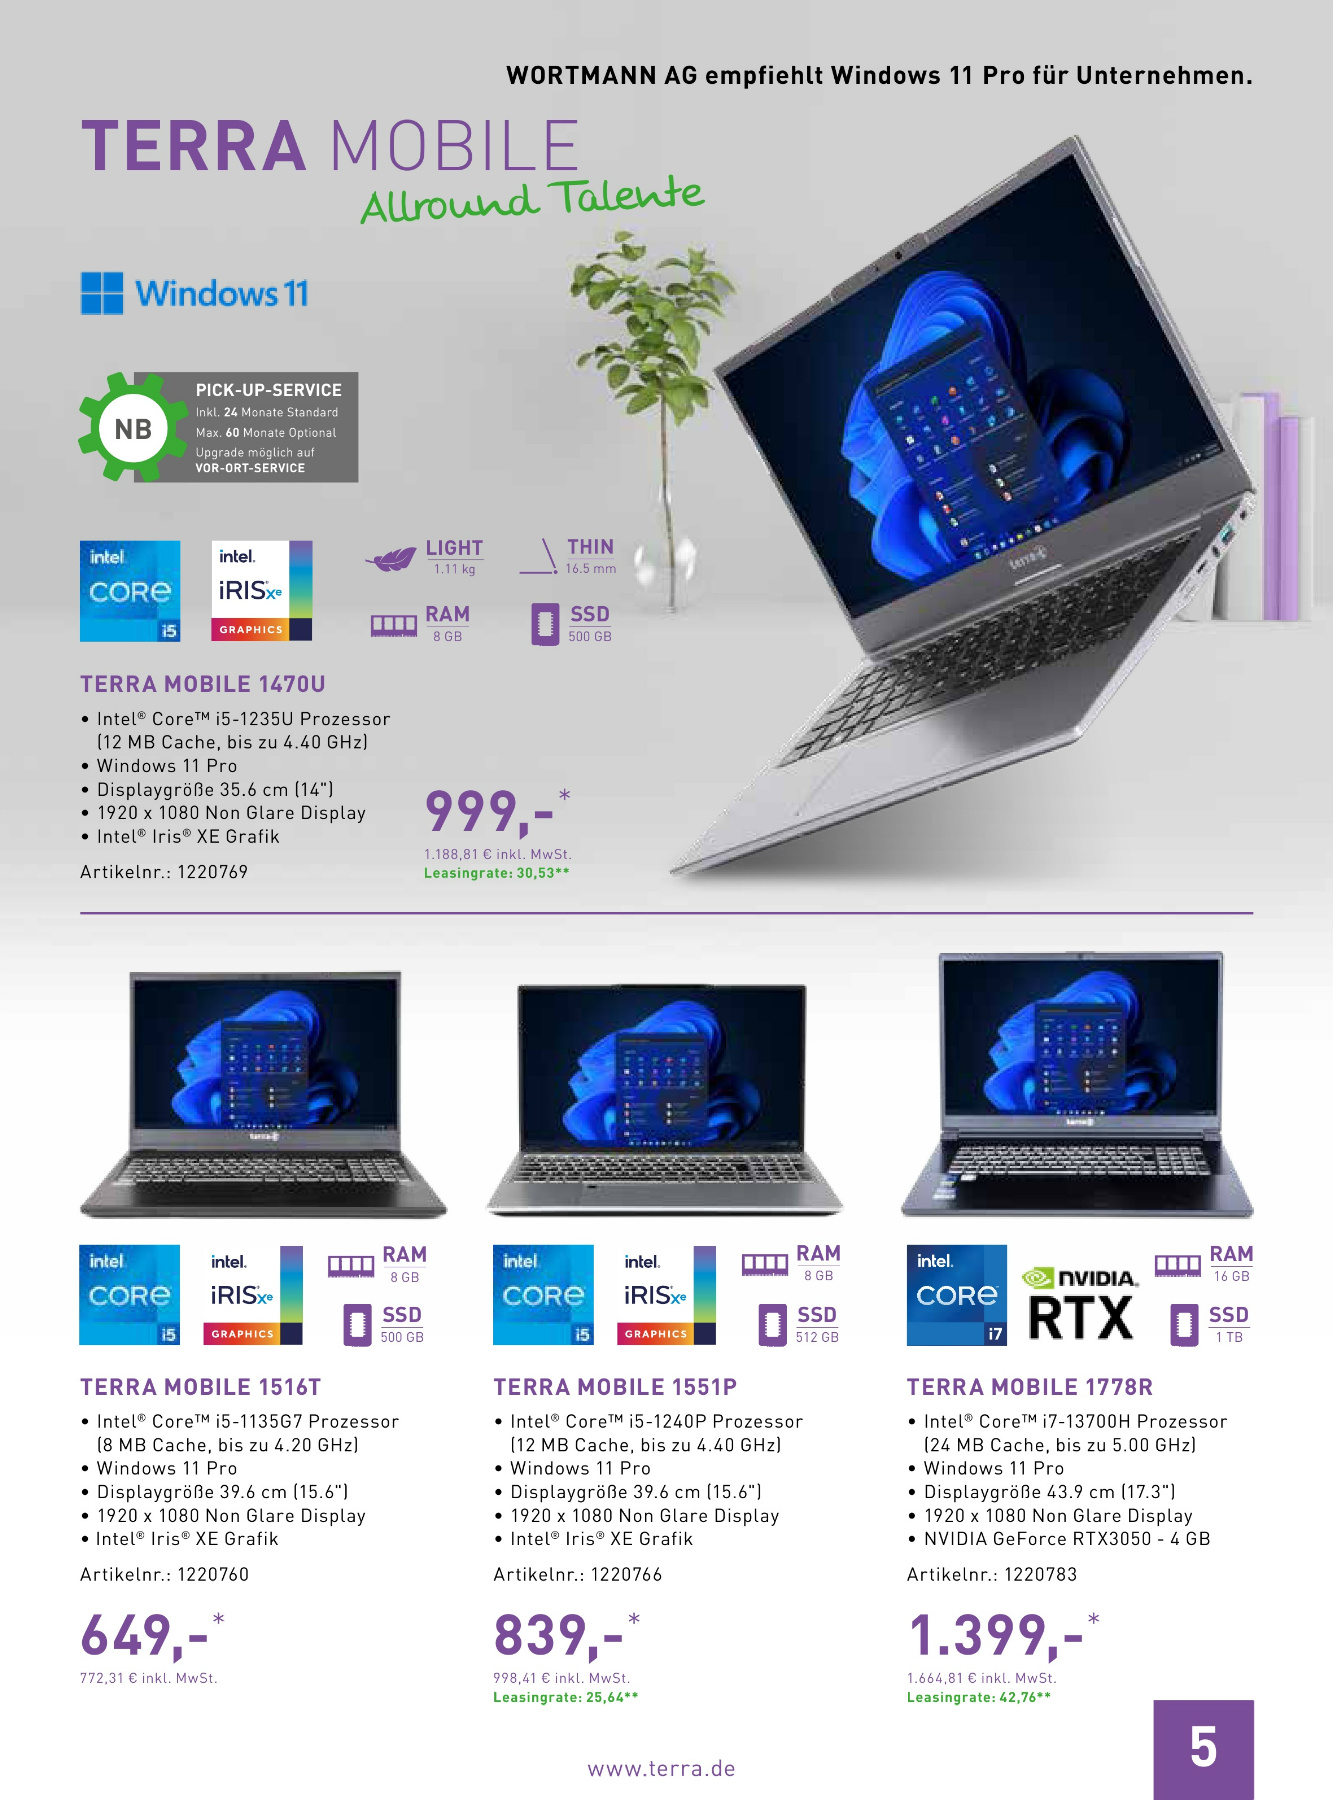 WORTMANN AG empfiehlt Windows 11 Pro für Unternehmen.
TERRA MOBILE
Allround Talente
Windows 11
NB
PICK-UP-SERVICE
Inkl. 24 Monate Standard
Max. 60 Monate Optional
Upgrade möglich auf
VOR-ORT-SERVICE
intel
CORE
i5
intel.
iRISxe
GRAPHICS
LIGHT
1.11 kg
THIN
16.5 mm
RAM
8 GB
SSD
500 GB
terra
TERRA MOBILE 1470U
• Intel® Core™ i5-1235U Prozessor
(12 MB Cache, bis zu 4.40 GHz)
• Windows 11 Pro
• Displaygröße 35.6 cm (14")
• 1920 x 1080 Non Glare Display
• Intel® Iris® XE Grafik
Artikelnr.: 1220769
999,-*
1.188,81 € inkl. MwSt.
Leasingrate: 30,53**
terra
terra
intel
CORE
i5
intel.
iRISxe
GRAPHICS
RAM
8 GB
SSD
500 GB
TERRA MOBILE 1516T
• Intel® Core™ i5-1135G7 Prozessor
(8 MB Cache, bis zu 4.20 GHz)
• Windows 11 Pro
• Displaygröße 39.6 cm (15.6")
• 1920 x 1080 Non Glare Display
• Intel® Iris® XE Grafik
Artikelnr.: 1220760
649,-*
772,31 € inkl. MwSt.
intel
CORE
i5
intel.
iRISxe
GRAPHICS
RAM
8 GB
SSD
512 GB
TERRA MOBILE 1551P
• Intel® Core™ i5-1240P Prozessor
(12 MB Cache, bis zu 4.40 GHz)
• Windows 11 Pro
• Displaygröße 39.6 cm (15.6")
• 1920 x 1080 Non Glare Display
• Intel® Iris® XE Grafik
Artikelnr.: 1220766
839,-*
998,41 € inkl. MwSt.
Leasingrate: 25,64**
intel.
CORE
i7
NVIDIA.
RTX
RAM
16 GB
SSD
1 TB
TERRA MOBILE 1778R
• Intel® Core™ i7-13700H Prozessor
(24 MB Cache, bis zu 5.00 GHz)
• Windows 11 Pro
• Displaygröße 43.9 cm (17.3")
• 1920 x 1080 Non Glare Display
• NVIDIA GeForce RTX3050 - 4 GB
Artikelnr.: 1220783
1.399,-*
1.664,81 € inkl. MwSt.
Leasingrate: 42,76**
www.terra.de
5